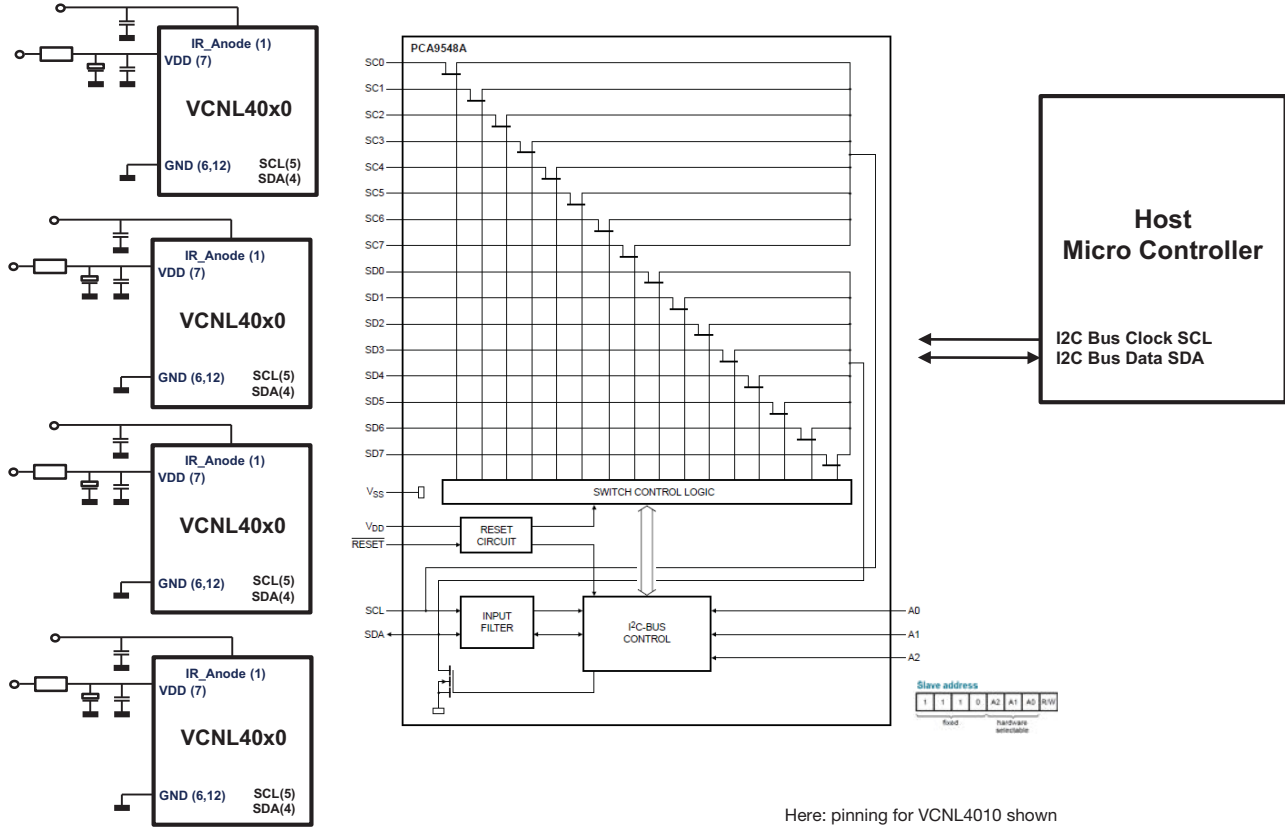 IR_Anode (1)
VDD (7)
VCNL40x0
GND (6,12)
SCL(5)
SDA(4)
IR_Anode (1)
VDD (7)
VCNL40x0
GND (6,12)
SCL(5)
SDA(4)
IR_Anode (1)
VDD (7)
VCNL40x0
GND (6,12)
SCL(5)
SDA(4)
IR_Anode (1)
VDD (7)
VCNL40x0
GND (6,12)
SCL(5)
SDA(4)
PCA9548A
SC0
SC1
SC2
SC3
SC4
SC5
SC6
SC7
SD0
SD1
SD2
SD3
SD4
SD5
SD6
SD7
VSS
SWITCH CONTROL LOGIC
VDD
RESET
RESET
CIRCUIT
SCL
SDA
INPUT
FILTER
I²C-BUS
CONTROL
A0
A1
A2
Slave address
1 1 1 0 A2 A1 A0 R/W
fixed
hardware
selectable
Host
Micro Controller
I2C Bus Clock SCL
I2C Bus Data SDA
Here: pinning for VCNL4010 shown